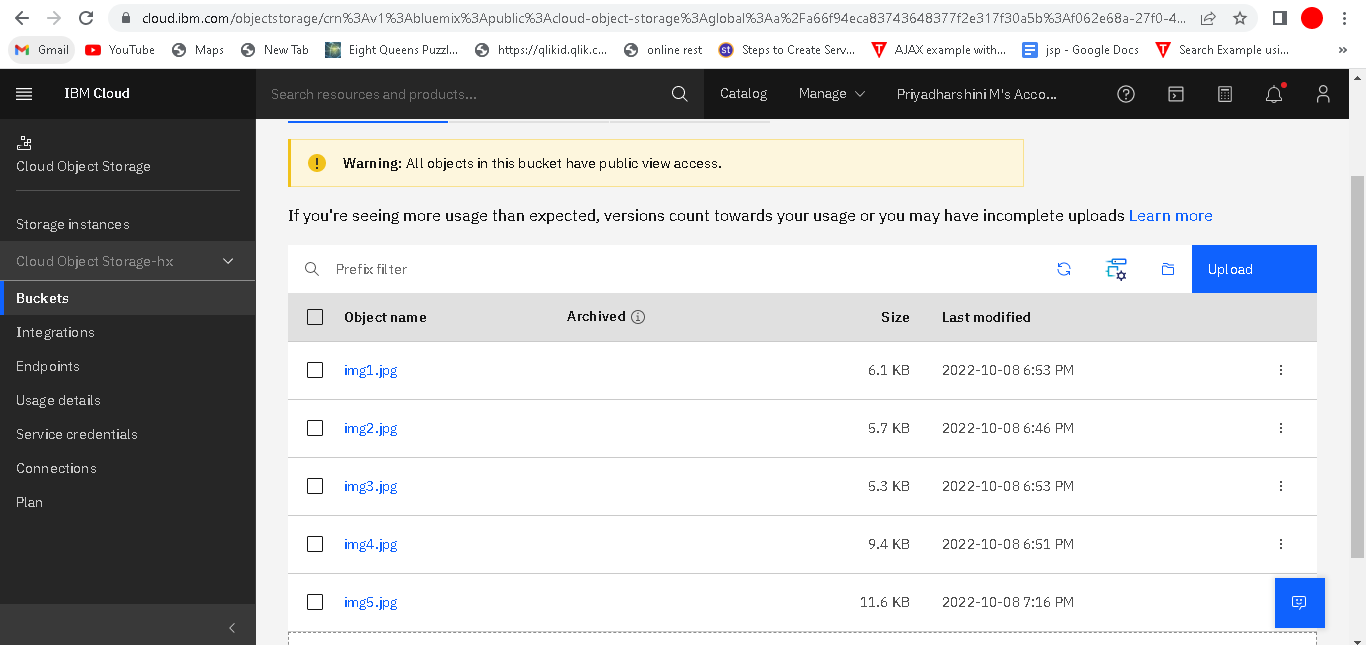 cloud.ibm.com/objectstorage/crn%3Av1%3Abluemix%3Apublic%3Acloud-object-storage%3Aglobal%3Aa%2Fa66f94eca83743648377f2e317f30a5b%3Af062e68a-27f0-4...
Gmail YouTube Maps New Tab Eight Queens Puzzl... https://qlikid.qlik.c... online rest st Steps to Create Serv... AJAX example with... jsp - Google Docs Search Example usi... »
IBM Cloud Search resources and products... Catalog Manage Priyadharshini M's Acco...
Cloud Object Storage
Storage instances
Cloud Object Storage-hx
Buckets
Integrations
Endpoints
Usage details
Service credentials
Connections
Plan
Warning: All objects in this bucket have public view access.
If you're seeing more usage than expected, versions count towards your usage or you may have incomplete uploads Learn more
Prefix filter Upload
Object name Archived Size Last modified
img1.jpg 6.1 KB 2022-10-08 6:53 PM
img2.jpg 5.7 KB 2022-10-08 6:46 PM
img3.jpg 5.3 KB 2022-10-08 6:53 PM
img4.jpg 9.4 KB 2022-10-08 6:51 PM
img5.jpg 11.6 KB 2022-10-08 7:16 PM